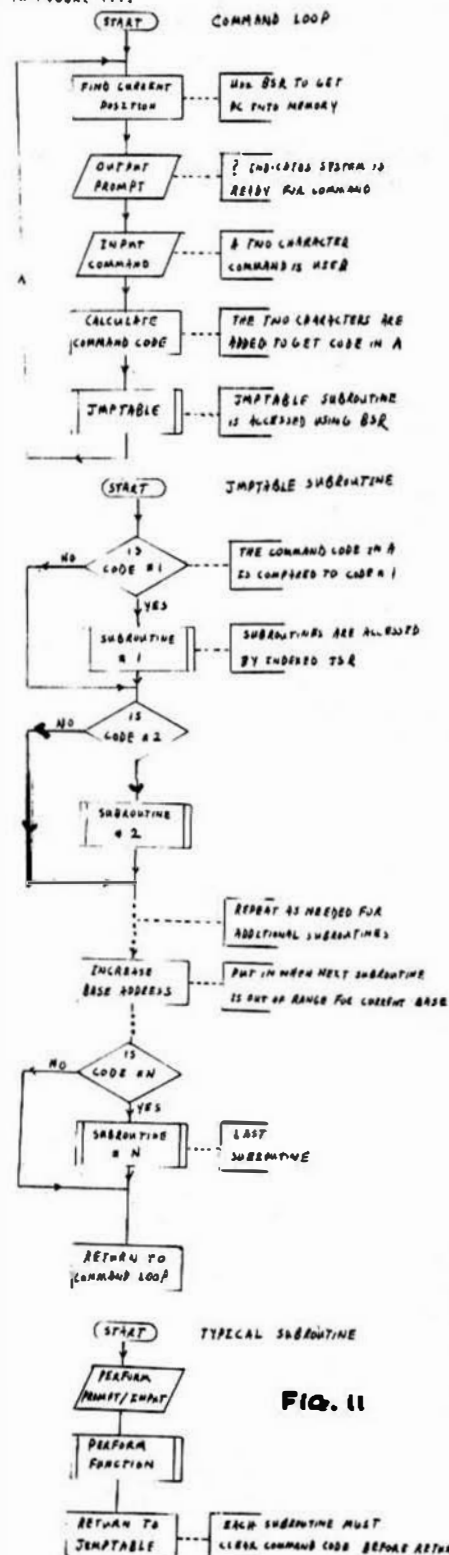 START COMMAND LOOP
FIND CURRENT
POSITION
USE BSR TO GET
PC INTO MEMORY
OUTPUT
PROMPT
? INDICATES SYSTEM IS
READY FOR COMMAND
INPUT
COMMAND
A TWO CHARACTER
COMMAND IS USED
CALCULATE
COMMAND CODE
THE TWO CHARACTERS ARE
ADDED TO GET CODE IN A
JMPTABLE
JMPTABLE SUBROUTINE
IS ACCESSED USING BSR
START JMPTABLE SUBROUTINE
IS
CODE #1
NO
YES
THE COMMAND CODE IN A
IS COMPARED TO CODE #1
SUBROUTINE
# 1
SUBROUTINES ARE ACCESSED
BY INDEXED JSR
IS
CODE #2
NO
SUBROUTINE
# 2
REPEAT AS NEEDED FOR
ADDITIONAL SUBROUTINES
INCREASE
BASE ADDRESS
PUT IN WHEN NEXT SUBROUTINE
IS OUT OF RANGE FOR CURRENT BASE
IS
CODE #N
NO
YES
SUBROUTINE
# N
LAST
SUBROUTINE
RETURN TO
COMMAND LOOP
START TYPICAL SUBROUTINE
PERFORM
PROMPT/INPUT
FIG. 11
PERFORM
FUNCTION
RETURN TO
JEMPTABLE
EACH SUBROUTINE MUST
CLEAR COMMAND CODE BEFORE RETURN